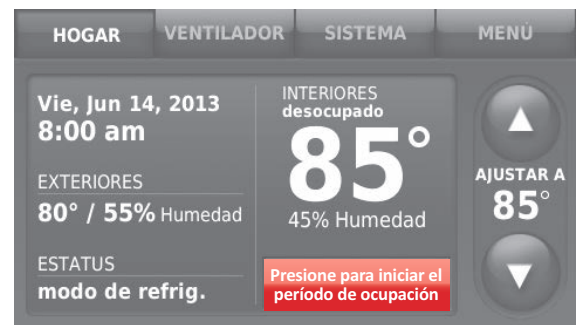 HOGAR
VENTILADOR
SISTEMA
MENÚ
Vie, Jun 14, 2013
8:00 am
EXTERIORES
80° / 55% Humedad
ESTATUS
modo de refrig.
INTERIORES
desocupado
85°
45% Humedad
Presione para iniciar el
período de ocupación
AJUSTAR A
85°